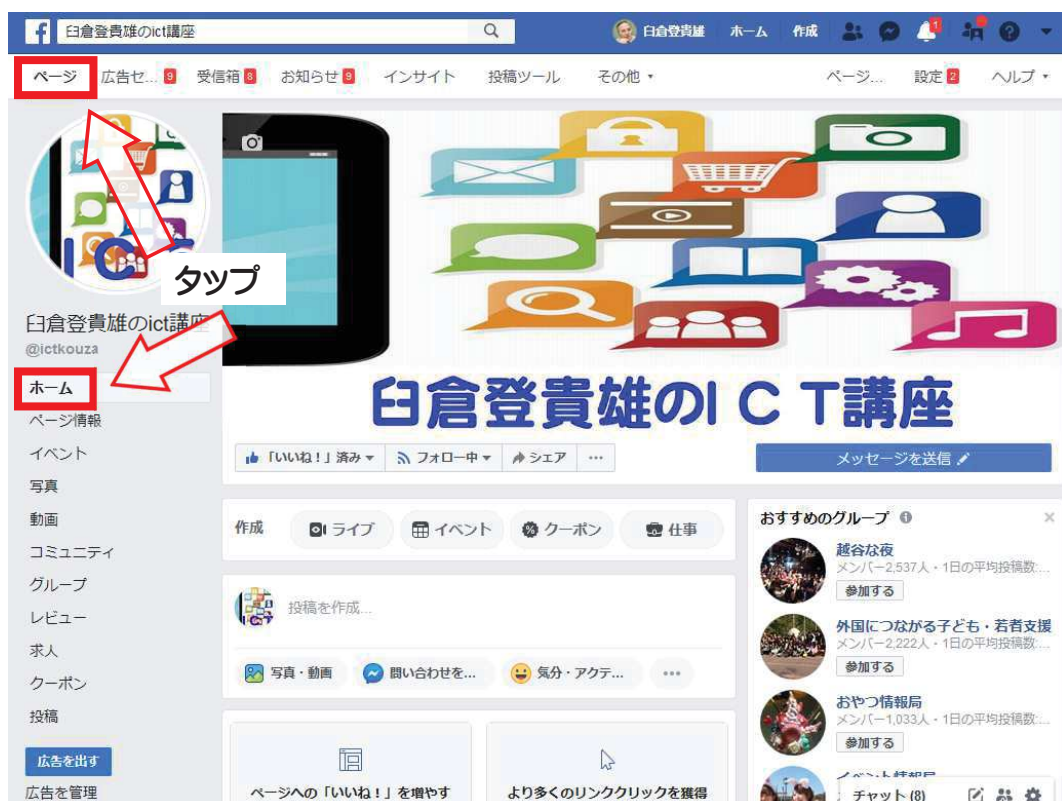 臼倉登貴雄のict講座
臼倉登貴雄 ホーム 作成 1
ページ 広告セ... 9 受信箱 8 お知らせ 9 インサイト 投稿ツール その他 ページ... 設定 2 ヘルプ
ICT
タップ
臼倉登貴雄のict講座
@ictkouza
ホーム
ページ情報
イベント
写真
動画
コミュニティ
グループ
レビュー
求人
クーポン
投稿
広告を出す
広告を管理
臼倉登貴雄のICT講座
「いいね！」済み フォロー中 シェア ...
メッセージを送信
作成 ライブ イベント クーポン 仕事
投稿を作成...
写真・動画 問い合わせを... 気分・アクテ... ...
ページへの「いいね！」を増やす
より多くのリンククリックを獲得
おすすめのグループ
越谷な夜
メンバー2,537人・1日の平均投稿数:...
参加する
外国につながる子ども・若者支援
メンバー2,222人・1日の平均投稿数:...
参加する
おやつ情報局
メンバー1,033人・1日の平均投稿数:...
参加する
チャット (8)